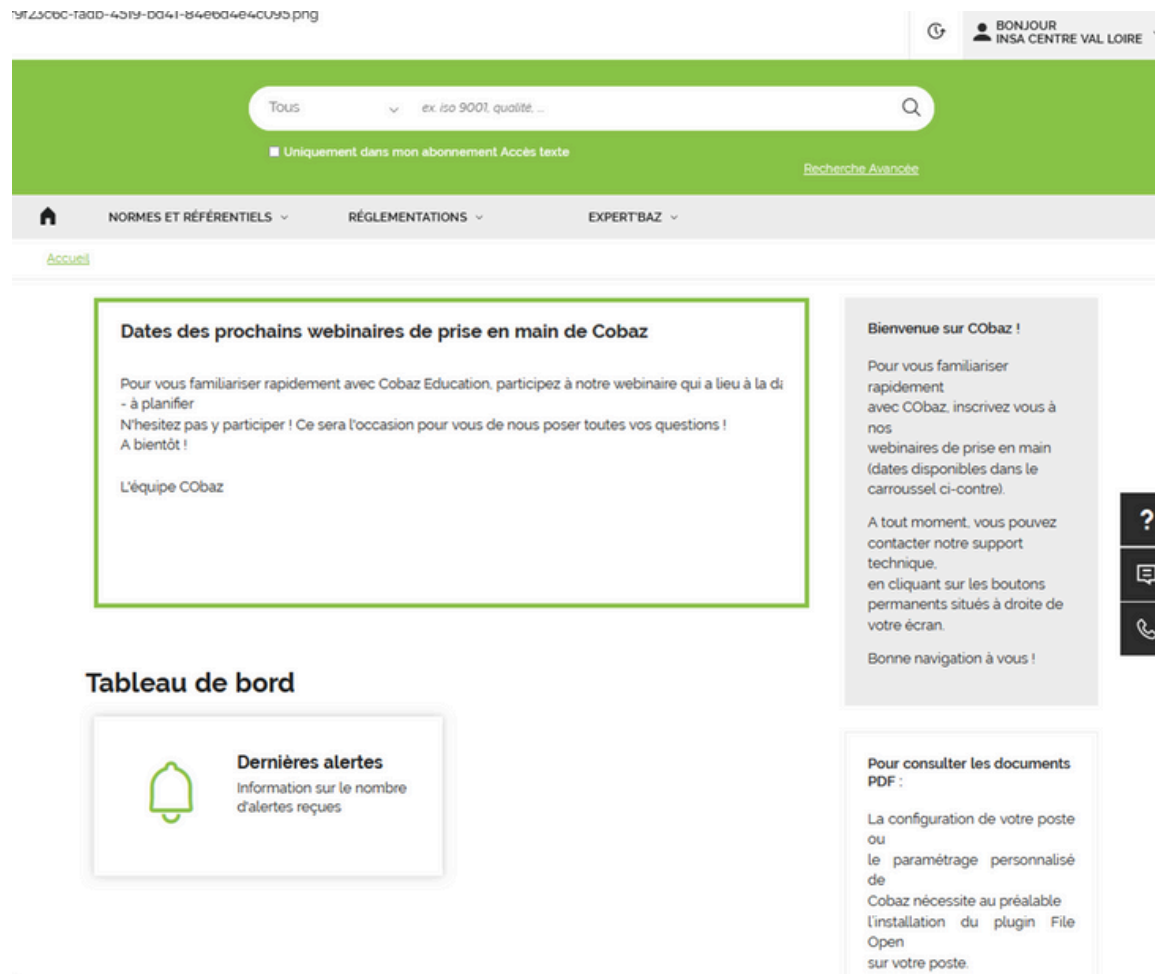 BONJOUR
INSA CENTRE VAL LOIRE
Tous
ex. iso 9001, qualité, ...
Uniquement dans mon abonnement Accès texte
Recherche Avancée
NORMES ET RÉFÉRENTIELS
RÉGLEMENTATIONS
EXPERT'BAZ
Accueil
Dates des prochains webinaires de prise en main de Cobaz
Pour vous familiariser rapidement avec Cobaz Education, participez à notre webinaire qui a lieu à la
- à planifier
N'hesitez pas y participer ! Ce sera l'occasion pour vous de nous poser toutes vos questions !
A bientôt !
L'équipe CObaz
Tableau de bord
Dernières alertes
Information sur le nombre
d'alertes reçues
Bienvenue sur CObaz !
Pour vous familiariser
rapidement
avec CObaz, inscrivez vous à
nos
webinaires de prise en main
(dates disponibles dans le
carroussel ci-contre).
A tout moment, vous pouvez
contacter notre support
technique,
en cliquant sur les boutons
permanents situés à droite de
votre écran.
Bonne navigation à vous !
?
Pour consulter les documents
PDF :
La configuration de votre poste
ou
le paramétrage personnalisé
de
Cobaz nécessite au préalable
l'installation du plugin File
Open
sur votre poste.